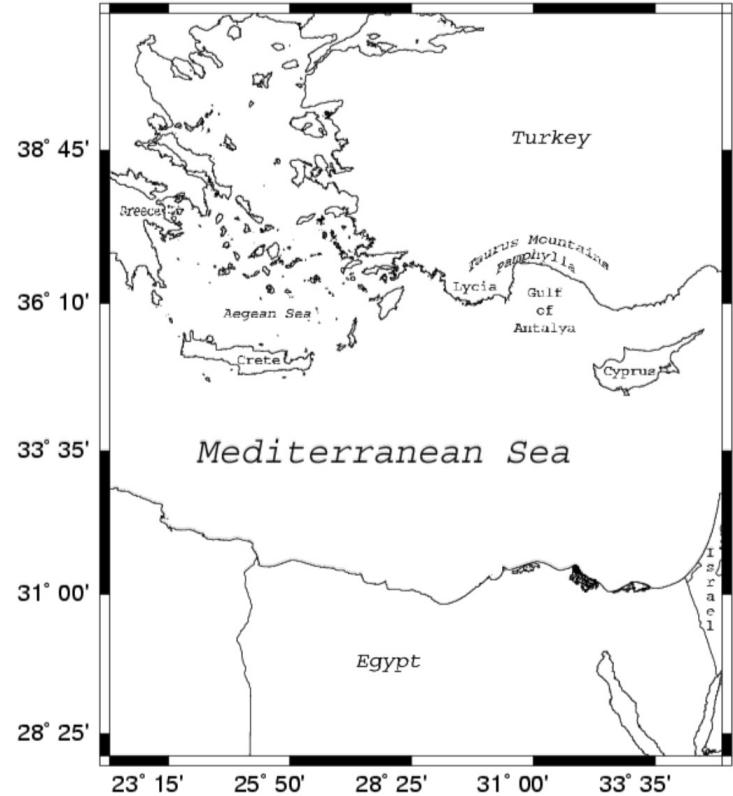 38° 45'
Turkey
Greece
Taurus Mountains
Pamphylla
Lycia
36° 10'
Gulf
of
Antalya
Aegean Sea
Crete
Cyprus
33° 35'
Mediterranean Sea
Israel
31° 00'
Egypt
28° 25'
23° 15' 25° 50' 28° 25' 31° 00' 33° 35'